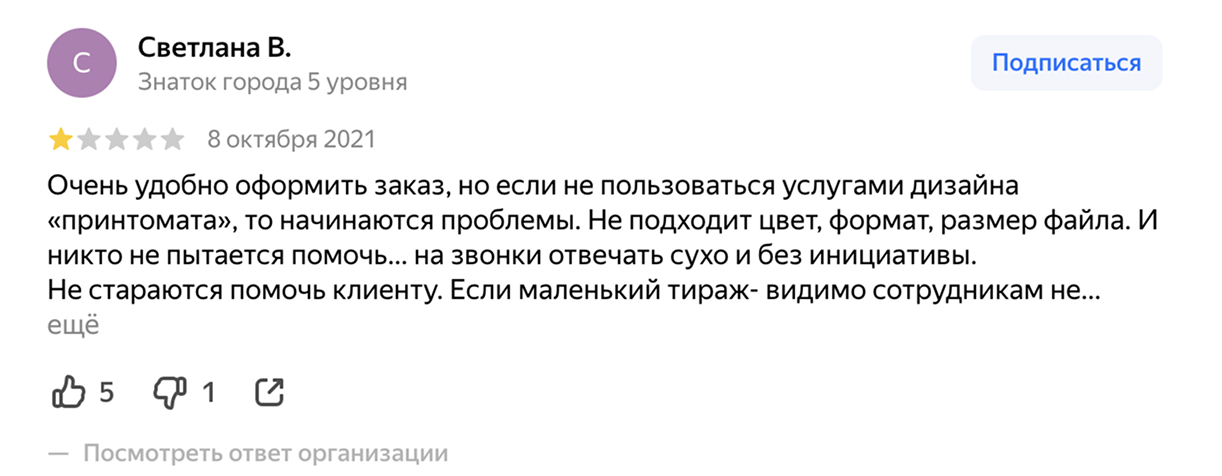 С
Светлана В.
Знаток города 5 уровня
Подписаться
8 октября 2021
Очень удобно оформить заказ, но если не пользоваться услугами дизайна
«принтомата», то начинаются проблемы. Не подходит цвет, формат, размер файла. И
никто не пытается помочь... на звонки отвечать сухо и без инициативы.
Не стараются помочь клиенту. Если маленький тираж- видимо сотрудникам не...
ещё
5 1
— Посмотреть ответ организации